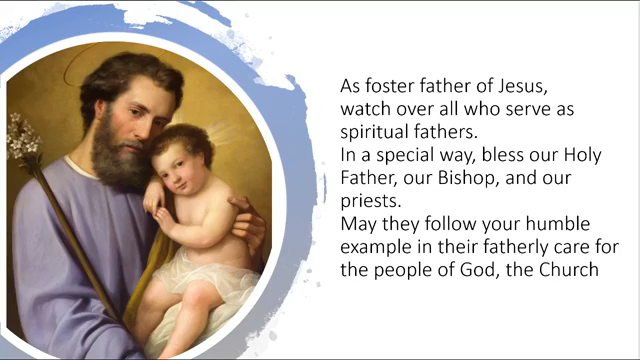 As foster father of Jesus,
watch over all who serve as
spiritual fathers.
In a special way, bless our Holy
Father, our Bishop, and our
priests.
May they follow your humble
example in their fatherly care for
the people of God, the Church